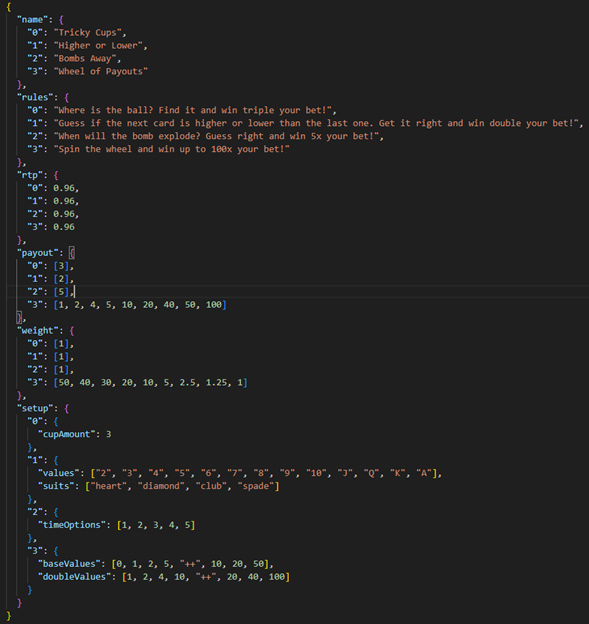 {
  "name": {
    "0": "Tricky Cups",
    "1": "Higher or Lower",
    "2": "Bombs Away",
    "3": "Wheel of Payouts"
  },
  "rules": {
    "0": "Where is the ball? Find it and win triple your bet!",
    "1": "Guess if the next card is higher or lower than the last one. Get it right and win double your bet!",
    "2": "When will the bomb explode? Guess right and win 5x your bet!",
    "3": "Spin the wheel and win up to 100x your bet!"
  },
  "rtp": {
    "0": 0.96,
    "1": 0.96,
    "2": 0.96,
    "3": 0.96
  },
  "payout": {
    "0": [3],
    "1": [2],
    "2": [5],
    "3": [1, 2, 4, 5, 10, 20, 40, 50, 100]
  },
  "weight": {
    "0": [1],
    "1": [1],
    "2": [1],
    "3": [50, 40, 30, 20, 10, 5, 2.5, 1.25, 1]
  },
  "setup": {
    "0": {
      "cupAmount": 3
    },
    "1": {
      "values": ["2", "3", "4", "5", "6", "7", "8", "9", "10", "J", "Q", "K", "A"],
      "suits": ["heart", "diamond", "club", "spade"]
    },
    "2": {
      "timeOptions": [1, 2, 3, 4, 5]
    },
    "3": {
      "baseValues": [0, 1, 2, 5, "++", 10, 20, 50],
      "doubleValues": [1, 2, 4, 10, "++", 20, 40, 100]
    }
  }
}